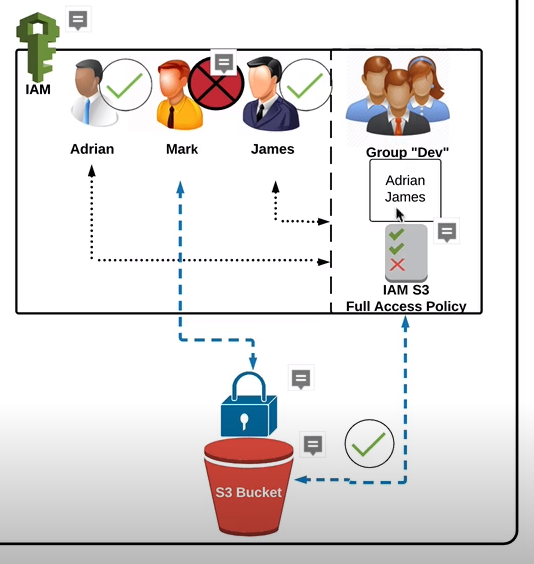 IAM
Adrian
Mark
James
Group "Dev"
Adrian
James
IAM S3
Full Access Policy
S3 Bucket